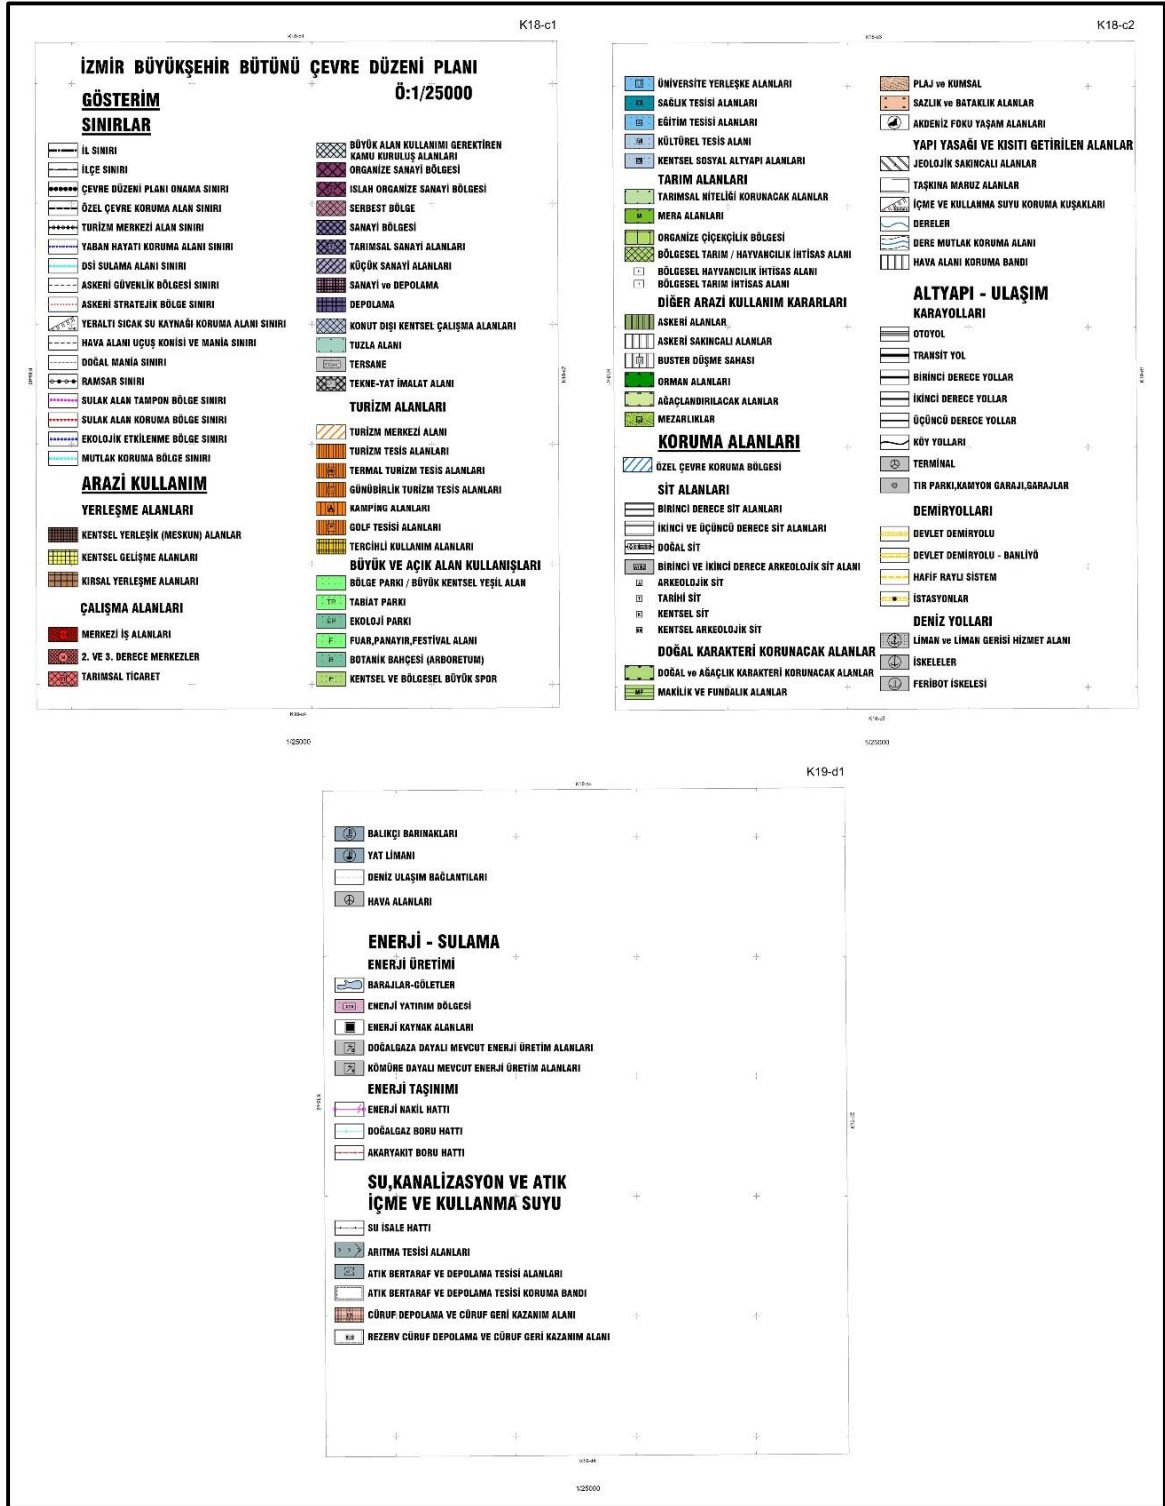 K18-c1
İZMİR BÜYÜKŞEHİR BÜTÜNÜ ÇEVRE DÜZENİ PLANI
Ö:1/25000
GÖSTERİM
SINIRLAR
İL SINIRI
İLÇE SINIRI
ÇEVRE DÜZENİ PLANI ONAMA SINIRI
ÖZEL ÇEVRE KORUMA ALAN SINIRI
TURİZM MERKEZİ ALAN SINIRI
YABAN HAYATI KORUMA ALANI SINIRI
DSİ SULAMA ALANI SINIRI
ASKERİ GÜVENLİK BÖLGESİ SINIRI
ASKERİ STRATEJİK BÖLGE SINIRI
YERALTI SICAK SU KAYNAĞI KORUMA ALANI SINIRI
HAVA ALANI UÇUŞ KONİSİ VE MANİA SINIRI
DOĞAL MANİA SINIRI
RAMSAR SINIRI
SULAK ALAN TAMPON BÖLGE SINIRI
SULAK ALAN KORUMA BÖLGE SINIRI
EKOLOJİK ETKİLENME BÖLGE SINIRI
MUTLAK KORUMA BÖLGE SINIRI
ARAZİ KULLANIM
YERLEŞME ALANLARI
KENTSEL YERLEŞİK (MESKUN) ALANLAR
KENTSEL GELİŞME ALANLARI
KIRSAL YERLEŞME ALANLARI
ÇALIŞMA ALANLARI
MERKEZİ İŞ ALANLARI
2. VE 3. DERECE MERKEZLER
TARIMSAL TİCARET
BÜYÜK ALAN KULLANIMI GEREKTİREN
KAMU KURULUŞ ALANLARI
ORGANİZE SANAYİ BÖLGESİ
ISLAH ORGANİZE SANAYİ BÖLGESİ
SERBEST BÖLGE
SANAYİ BÖLGESİ
TARIMSAL SANAYİ ALANLARI
KÜÇÜK SANAYİ ALANLARI
SANAYİ ve DEPOLAMA
DEPOLAMA
KONUT DIŞI KENTSEL ÇALIŞMA ALANLARI
TUZLA ALANI
TERSANE
TEKNE-YAT İMALAT ALANI
TURİZM ALANLARI
TURİZM MERKEZİ ALANI
TURİZM TESİS ALANLARI
TERMAL TURİZM TESİS ALANLARI
GÜNÜBİRLİK TURİZM TESİS ALANLARI
KAMPİNG ALANLARI
GOLF TESİSİ ALANLARI
TERCİHLİ KULLANIM ALANLARI
BÜYÜK VE AÇIK ALAN KULLANIŞLARI
BÖLGE PARKI / BÜYÜK KENTSEL YEŞİL ALAN
TP TABİAT PARKI
EP EKOLOJİ PARKI
F FUAR,PANAYIR,FESTİVAL ALANI
B BOTANİK BAHÇESİ (ARBORETUM)
KENTSEL VE BÖLGESEL BÜYÜK SPOR
1/25000
K18-c2
ÜNİVERSİTE YERLEŞKE ALANLARI
SAĞLIK TESİSİ ALANLARI
EĞİTİM TESİSİ ALANLARI
KÜLTÜREL TESİS ALANI
KENTSEL SOSYAL ALTYAPI ALANLARI
TARIM ALANLARI
TARIMSAL NİTELİĞİ KORUNACAK ALANLAR
M MERA ALANLARI
ORGANİZE ÇİÇEKÇİLİK BÖLGESİ
BÖLGESEL TARIM / HAYVANCILIK İHTİSAS ALANI
BÖLGESEL HAYVANCILIK İHTİSAS ALANI
BÖLGESEL TARIM İHTİSAS ALANI
DİĞER ARAZİ KULLANIM KARARLARI
ASKERİ ALANLAR
ASKERİ SAKINCALI ALANLAR
BUSTER DÜŞME SAHASI
ORMAN ALANLARI
AĞAÇLANDIRILACAK ALANLAR
MEZARLIKLAR
KORUMA ALANLARI
ÖZEL ÇEVRE KORUMA BÖLGESİ
SİT ALANLARI
BİRİNCİ DERECE SİT ALANLARI
İKİNCİ VE ÜÇÜNCÜ DERECE SİT ALANLARI
DOĞAL SİT
BİRİNCİ VE İKİNCİ DERECE ARKEOLOJİK SİT ALANI
ARKEOLOJİK SİT
TARİHİ SİT
KENTSEL SİT
KENTSEL ARKEOLOJİK SİT
DOĞAL KARAKTERİ KORUNACAK ALANLAR
DOĞAL ve AĞAÇLIK KARAKTERİ KORUNACAK ALANLAR
MF MAKİLİK VE FUNDALIK ALANLAR
PLAJ ve KUMSAL
SAZLIK ve BATAKLIK ALANLAR
AKDENİZ FOKU YAŞAM ALANLARI
YAPI YASAĞI VE KISITI GETİRİLEN ALANLAR
JEOLOJİK SAKINCALI ALANLAR
TAŞKINA MARUZ ALANLAR
İÇME VE KULLANMA SUYU KORUMA KUŞAKLARI
DERELER
DERE MUTLAK KORUMA ALANI
HAVA ALANI KORUMA BANDI
ALTYAPI - ULAŞIM
KARAYOLLARI
OTOYOL
TRANSİT YOL
BİRİNCİ DERECE YOLLAR
İKİNCİ DERECE YOLLAR
ÜÇÜNCÜ DERECE YOLLAR
KÖY YOLLARI
TERMİNAL
TIR PARKI,KAMYON GARAJI,GARAJLAR
DEMİRYOLLARI
DEVLET DEMİRYOLU
DEVLET DEMİRYOLU - BANLİYÖ
HAFİF RAYLI SİSTEM
İSTASYONLAR
DENİZ YOLLARI
LİMAN ve LİMAN GERİSİ HİZMET ALANI
İSKELELER
FERİBOT İSKELESİ
1/25000
K19-d1
BALIKÇI BARINAKLARI
YAT LİMANI
DENİZ ULAŞIM BAĞLANTILARI
HAVA ALANLARI
ENERJİ - SULAMA
ENERJİ ÜRETİMİ
BARAJLAR-GÖLETLER
ENERJİ YATIRIM BÖLGESİ
ENERJİ KAYNAK ALANLARI
DOĞALGAZA DAYALI MEVCUT ENERJİ ÜRETİM ALANLARI
KÖMÜRE DAYALI MEVCUT ENERJİ ÜRETİM ALANLARI
ENERJİ TAŞINIMI
ENERJİ NAKİL HATTI
DOĞALGAZ BORU HATTI
AKARYAKIT BORU HATTI
SU,KANALİZASYON VE ATIK
İÇME VE KULLANMA SUYU
SU İSALE HATTI
ARITMA TESİSİ ALANLARI
ATIK BERTARAF VE DEPOLAMA TESİSİ ALANLARI
ATIK BERTARAF VE DEPOLAMA TESİSİ KORUMA BANDI
CÜRUF DEPOLAMA VE CÜRUF GERİ KAZANIM ALANI
REZERV CÜRUF DEPOLAMA VE CÜRUF GERİ KAZANIM ALANI
1/25000